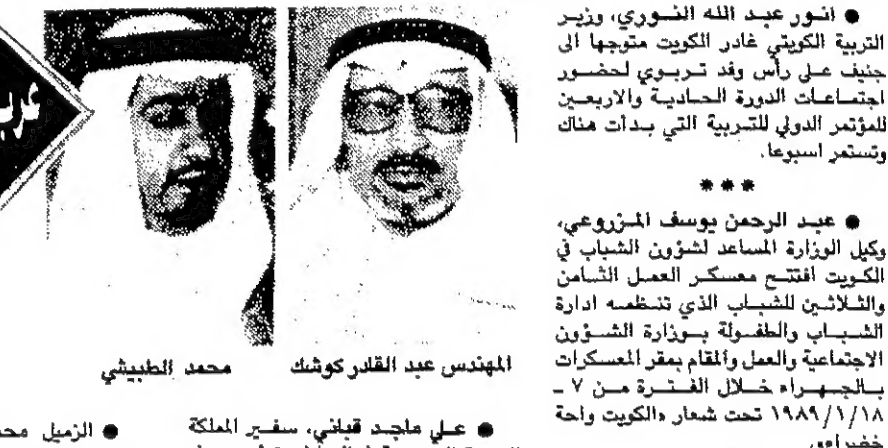 ● انور عبد الله النوري، وزير
التربية الكويتي غادر الكويت متوجها الى
جنيف على رأس وفد تربوي لحضور
اجتماعات الدورة الحادية والاربعين
للمؤتمر الدولي للتربية التي بدأت هناك
وتستمر اسبوعا.
***
● عبد الرحمن يوسف المزروعي،
وكيل الوزارة المساعد لشؤون الشباب في
الكويت افتتح معسكر العمل الثامن
والثلاثين للشباب الذي تنظمه ادارة
الشباب والطفولة بوزارة الشؤون
الاجتماعية والعمل والمقام بمقر المعسكرات
بالجهراء خلال الفترة من ٧ -
١٩٨٩/١/١٨ تحت شعار «الكويت واحة
خضراء»
المهندس عبد القادر كوشك
محمد الطبيشي
● علي ماجد قباني، سفير المملكة
● الزميل